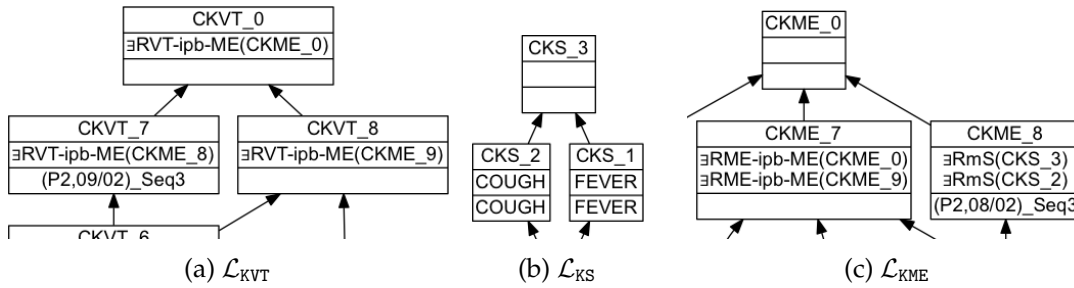 CKVT_0
∃RVT-ipb-ME(CKME_0)
CKVT_7
∃RVT-ipb-ME(CKME_8)
(P2,09/02)_Seq3
CKVT_8
∃RVT-ipb-ME(CKME_9)
CKVT_6
(a) ℒKVT
CKS_3
CKS_2
COUGH
COUGH
CKS_1
FEVER
FEVER
(b) ℒKS
CKME_0
CKME_7
∃RME-ipb-ME(CKME_0)
∃RME-ipb-ME(CKME_9)
CKME_8
∃RmS(CKS_3)
∃RmS(CKS_2)
(P2,08/02)_Seq3
(c) ℒKME